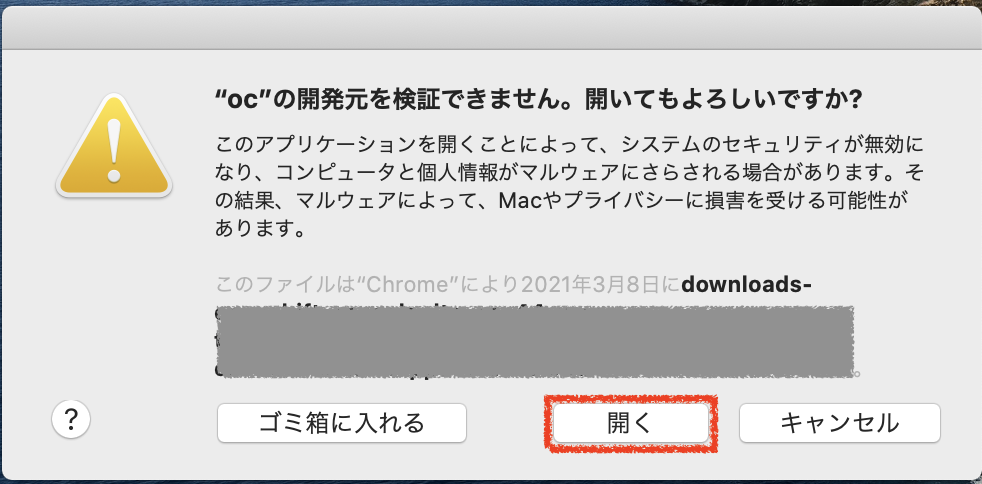 “oc”の開発元を検証できません。開いてもよろしいですか?
このアプリケーションを開くことによって、システムのセキュリティが無効に
なり、コンピュータと個人情報がマルウェアにさらされる場合があります。そ
の結果、マルウェアによって、Macやプライバシーに損害を受ける可能性が
あります。
このファイルは“Chrome”により2021年3月8日にdownloads-
?
ゴミ箱に入れる
開く
キャンセル